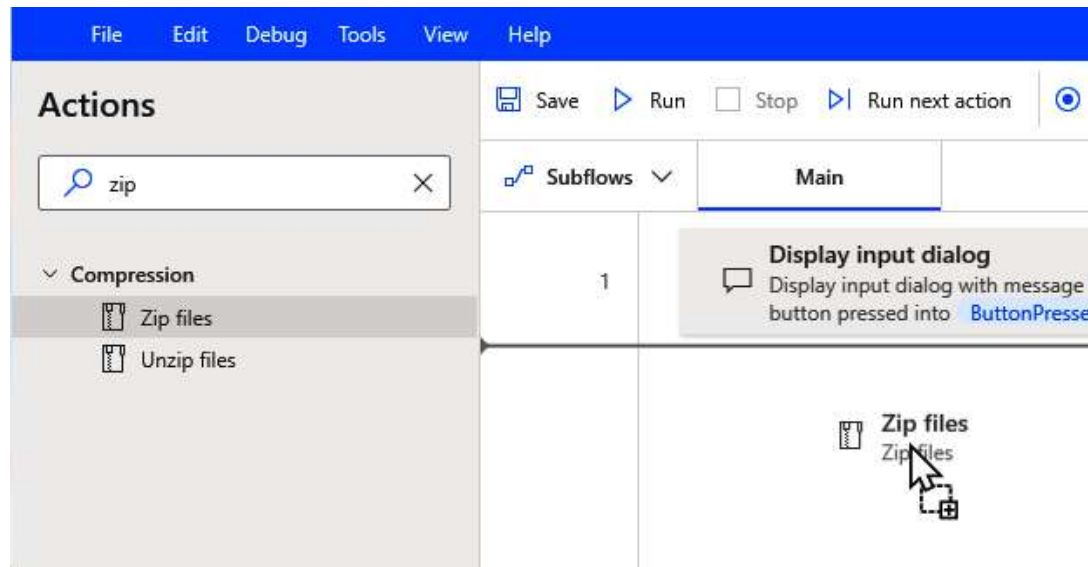 File Edit Debug Tools View Help
Actions
zip
Compression
Zip files
Unzip files
Save Run Stop Run next action
Subflows Main
1
Display input dialog
Display input dialog with message
button pressed into ButtonPresse
Zip files
Zip files